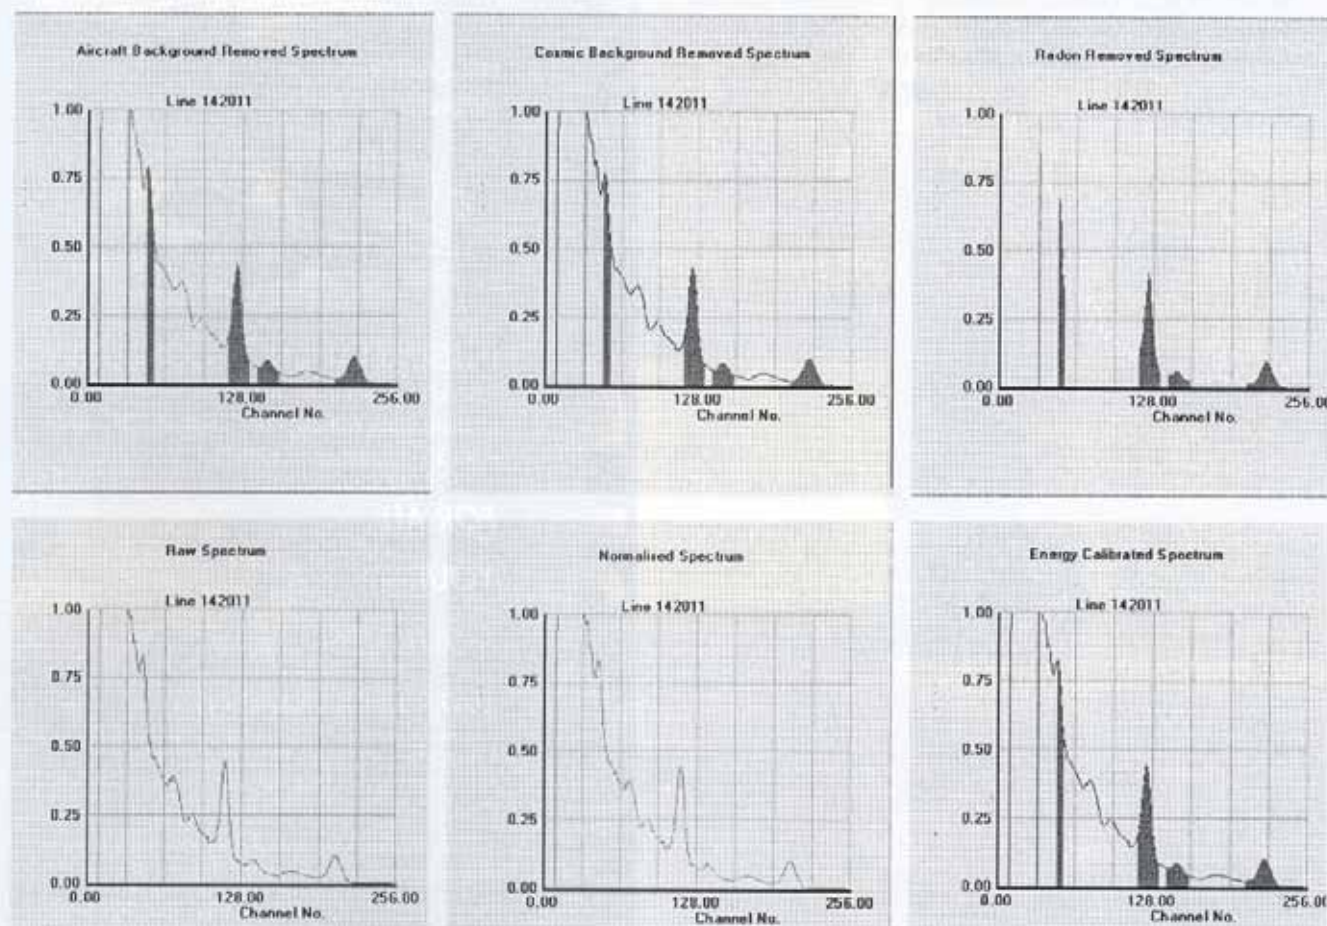 Aircraft Background Removed Spectrum
Line 142011
1.00
0.75
0.50
0.25
0.00
0.00 128.00 256.00
Channel No.
Cosmic Background Removed Spectrum
Line 142011
1.00
0.75
0.50
0.25
0.00
0.00 128.00 256.00
Channel No.
Radon Removed Spectrum
Line 142011
1.00
0.75
0.50
0.25
0.00
0.00 128.00 256.00
Channel No.
Raw Spectrum
Line 142011
1.00
0.75
0.50
0.25
0.00
0.00 128.00 256.00
Channel No.
Normalised Spectrum
Line 142011
1.00
0.75
0.50
0.25
0.00
0.00 128.00 256.00
Channel No.
Energy Calibrated Spectrum
Line 142011
1.00
0.75
0.50
0.25
0.00
0.00 128.00 256.00
Channel No.